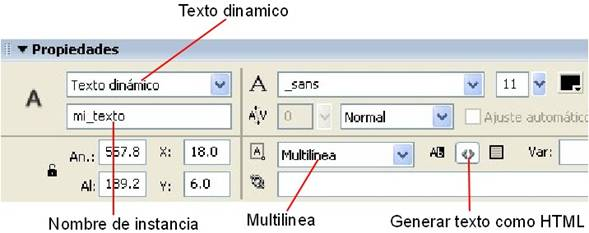 Texto dinamico
Propiedades
A Texto dinámico A _sans 11
mi_texto A/V 0 Normal Ajuste automátic
An.: 557.8 X: 18.0 A Multilínea AB <> Var:
Al: 189.2 Y: 6.0
Nombre de instancia Multilinea Generar texto como HTML